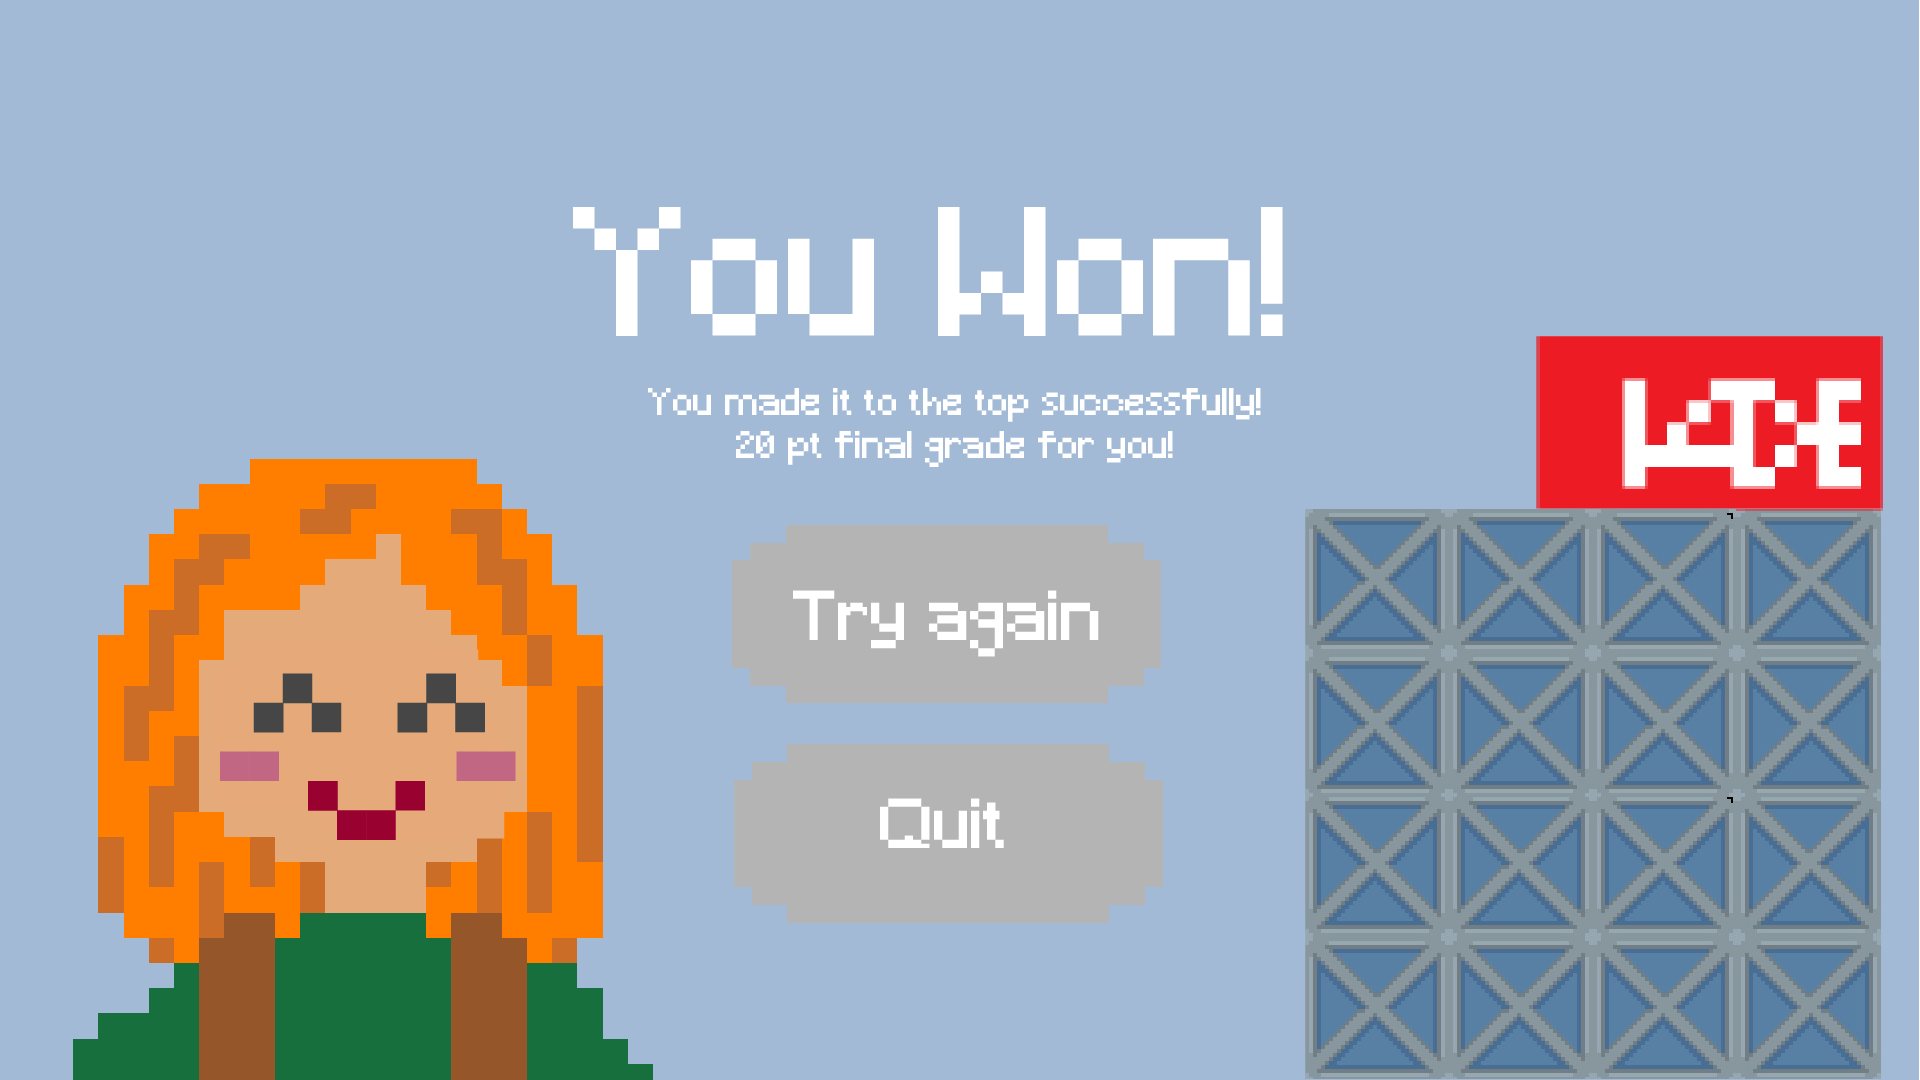 You Won!
You made it to the top successfully!
20 pt final grade for you!
Try again
Quit